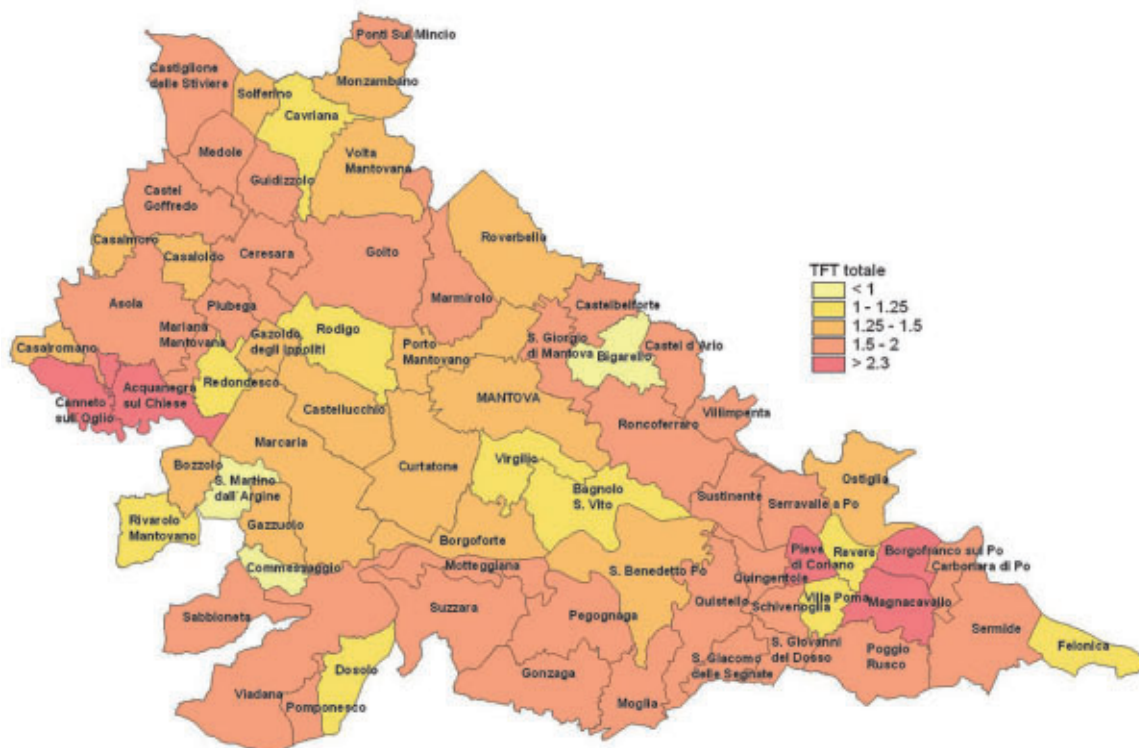 Ponti Sul Mincio
Castiglione
delle Stiviere
Solferino
Monzambano
Cavriana
Medole
Volta
Mantovana
Guidizzolo
Castel
Goffredo
Casalmoro
Casaloldo
Ceresara
Goito
Roverbella
Asola
Piubega
Marmirolo
Castelbelforte
TFT totale
< 1
1 - 1.25
1.25 - 1.5
1.5 - 2
> 2.3
Mariana
Mantovana
Gazoldo
degli Ippoliti
Rodigo
Porto
Mantovano
S. Giorgio
di Mantova
Bigarello
Castel d'Ario
Casalromano
Redondesco
Canneto
sull'Oglio
Acquanegra
sul Chiese
Castellucchio
MANTOVA
Villimpenta
Roncoferraro
Marcaria
Curtatone
Virgilio
Bozzolo
S. Martino
dall'Argine
Bagnolo
S. Vito
Sustinente
Ostiglia
Serravalle a Po
Rivarolo
Mantovano
Gazzuolo
Borgoforte
Commessaggio
Motteggiana
S. Benedetto Po
Pieve
di Coriano
Revere
Borgofranco sul Po
Carbonara di Po
Quingentole
Sabbioneta
Suzzara
Pegognaga
Quistello
Schivenoglia
Villa Poma
Magnacavallo
Sermide
Felonica
Dosolo
Gonzaga
S. Giacomo
delle Segnate
S. Giovanni
del Dosso
Poggio
Rusco
Viadana
Pomponesco
Moglia